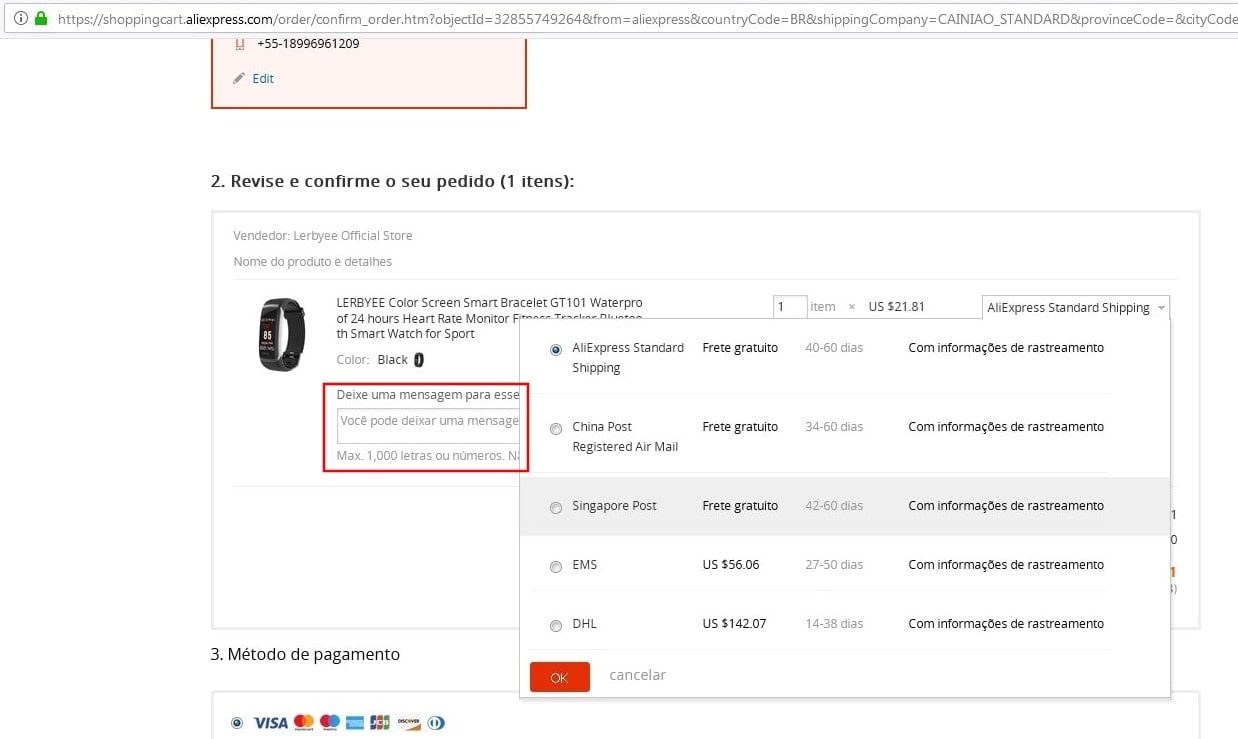 https://shoppingcart.aliexpress.com/order/confirm_order.htm?objectId=32855749264&from=aliexpress&countryCode=BR&shippingCompany=CAINIAO_STANDARD&provinceCode=&cityCode
+55-18996961209
Edit
2. Revise e confirme o seu pedido (1 itens):
Vendedor: Lerbyee Official Store
Nome do produto e detalhes
LERBYEE Color Screen Smart Bracelet GT101 Waterpro
of 24 hours Heart Rate Monitor Fitness Tracker Bluetoo
th Smart Watch for Sport
1 item × US $21.81
AliExpress Standard Shipping
Color: Black
Deixe uma mensagem para esse
Você pode deixar uma mensage
Max. 1,000 letras ou números.
AliExpress Standard Shipping Frete gratuito 40-60 dias Com informações de rastreamento
China Post Registered Air Mail Frete gratuito 34-60 dias Com informações de rastreamento
Singapore Post Frete gratuito 42-60 dias Com informações de rastreamento
EMS US $56.06 27-50 dias Com informações de rastreamento
DHL US $142.07 14-38 dias Com informações de rastreamento
OK cancelar
3. Método de pagamento
VISA DISCOVER